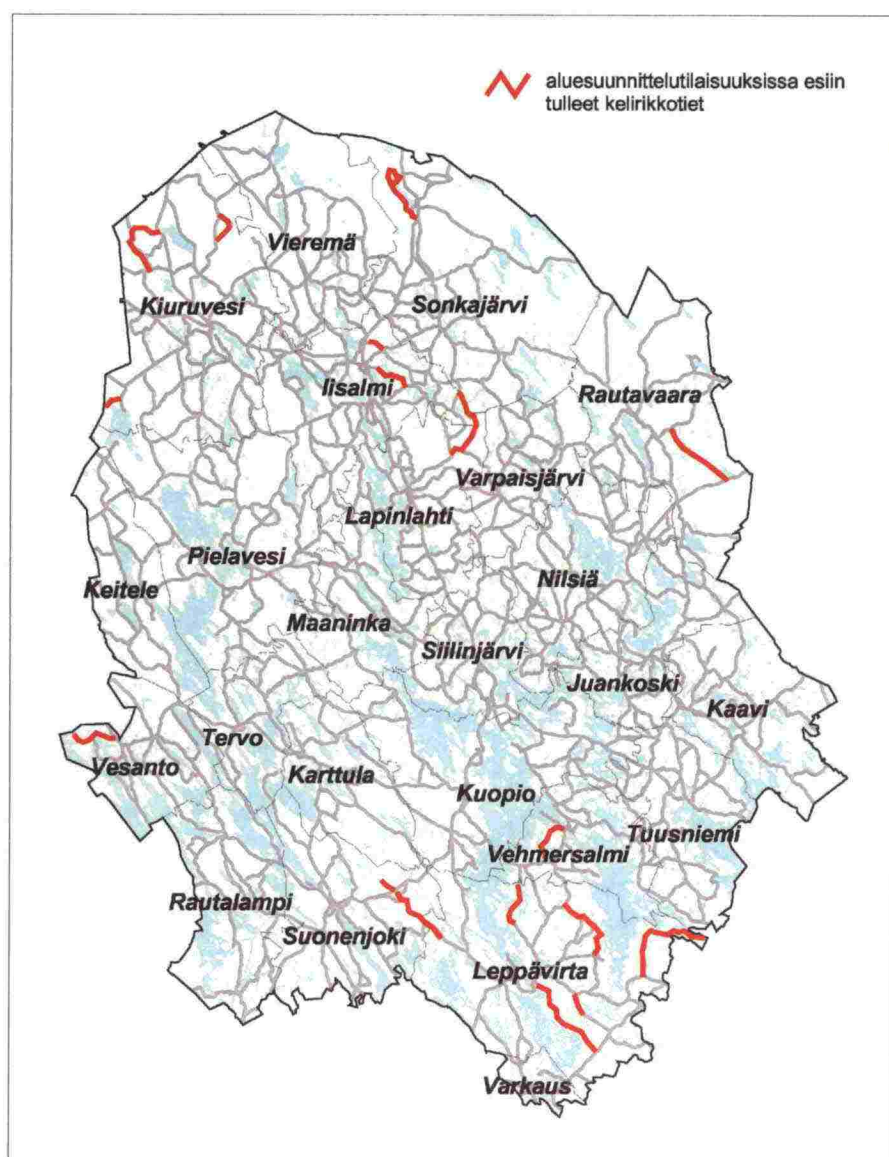 aluesuunnittelutilaisuuksissa esiin
tulleet kelirikkotiet
Vieremä
Kiuruvesi
Sonkajärvi
Iisalmi
Rautavaara
Varpaisjärvi
Lapinlahti
Pielavesi
Nilsiä
Keitele
Maaninka
Siilinjärvi
Juankoski
Kaavi
Tervo
Vesanto
Karttula
Kuopio
Tuusniemi
Vehmersalmi
Rautalampi
Suonenjoki
Leppävirta
Varkaus